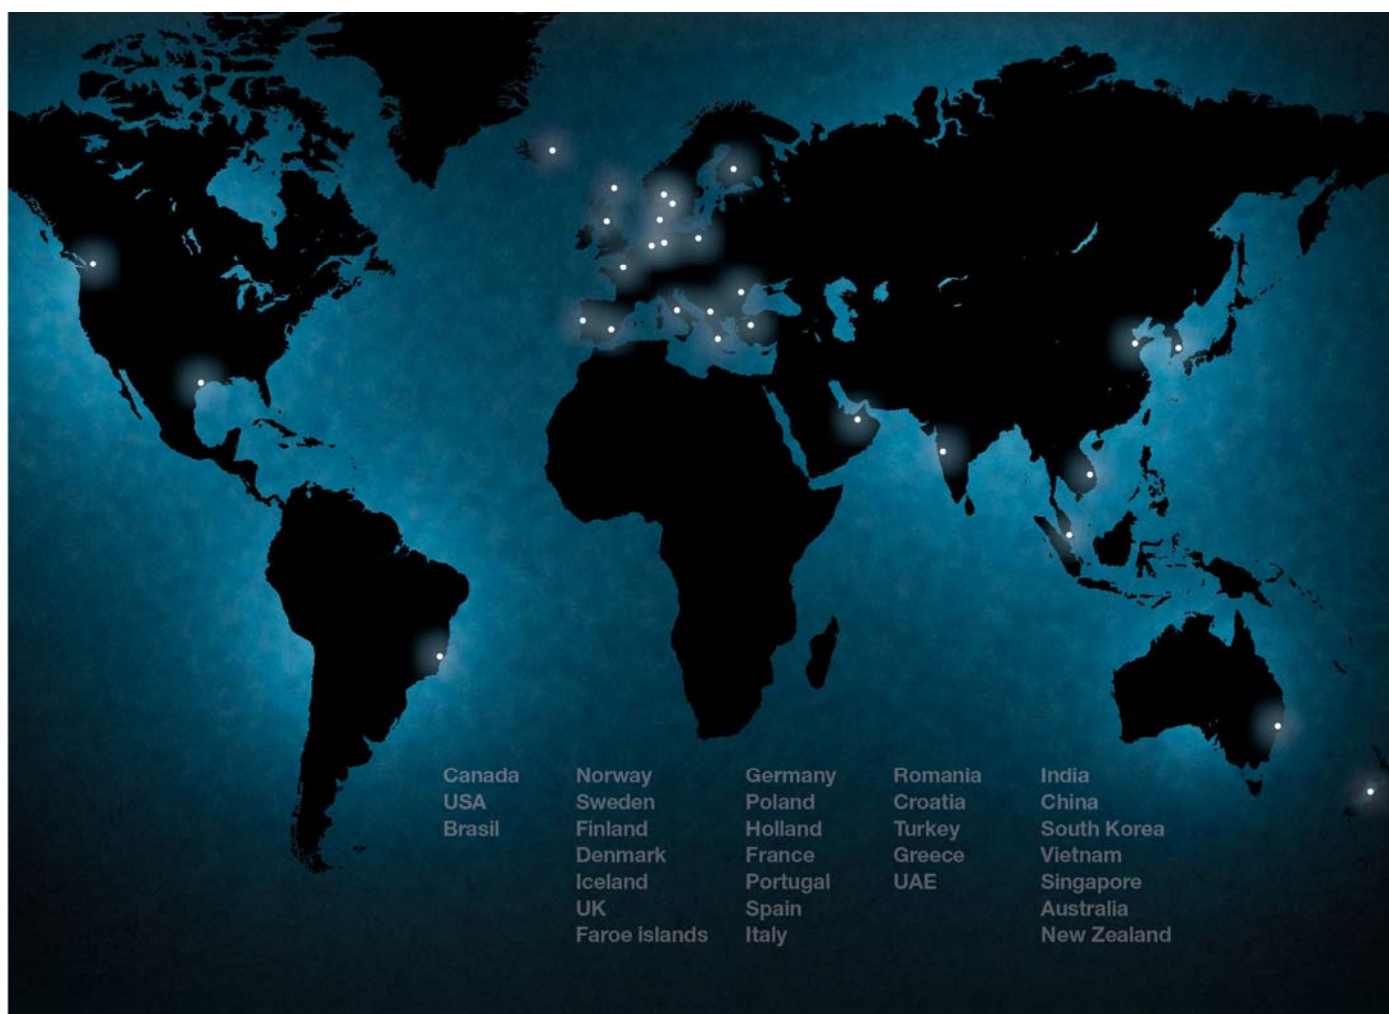 Canada
USA
Brasil
Norway
Sweden
Finland
Denmark
Iceland
UK
Faroe islands
Germany
Poland
Holland
France
Portugal
Spain
Italy
Romania
Croatia
Turkey
Greece
UAE
India
China
South Korea
Vietnam
Singapore
Australia
New Zealand